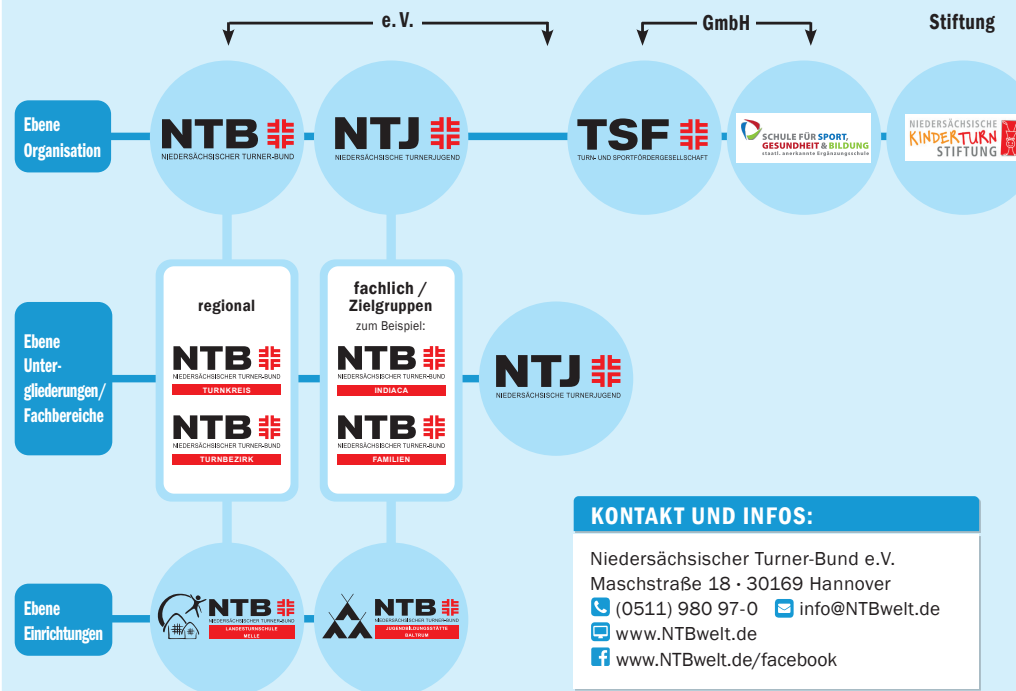 e. V.
GmbH
Stiftung
Ebene
Organisation
NTB
NIEDERSÄCHSISCHER TURNER-BUND
NTJ
NIEDERSÄCHSISCHE TURNERJUGEND
TSF
TURN- UND SPORTFÖRDERGESELLSCHAFT
SCHULE FÜR SPORT,
GESUNDHEIT & BILDUNG
staatl. anerkannte Ergänzungsschule
NIEDERSÄCHSISCHE
KINDERTURN
STIFTUNG
Ebene
Unter-
gliederungen/
Fachbereiche
regional
NTB
NIEDERSÄCHSISCHER TURNER-BUND
TURNKREIS
NTB
NIEDERSÄCHSISCHER TURNER-BUND
TURNBEZIRK
fachlich /
Zielgruppen
zum Beispiel:
NTB
NIEDERSÄCHSISCHER TURNER-BUND
INDIACA
NTB
NIEDERSÄCHSISCHER TURNER-BUND
FAMILIEN
NTJ
NIEDERSÄCHSISCHE TURNERJUGEND
Ebene
Einrichtungen
NTB
NIEDERSÄCHSISCHER TURNER-BUND
LANDESTURNSCHULE
MELLE
NTB
NIEDERSÄCHSISCHER TURNER-BUND
JUGENDBILDUNGSSTÄTTE
BALTRUM
KONTAKT UND INFOS:
Niedersächsischer Turner-Bund e.V.
Maschstraße 18 · 30169 Hannover
(0511) 980 97-0 info@NTBwelt.de
www.NTBwelt.de
www.NTBwelt.de/facebook